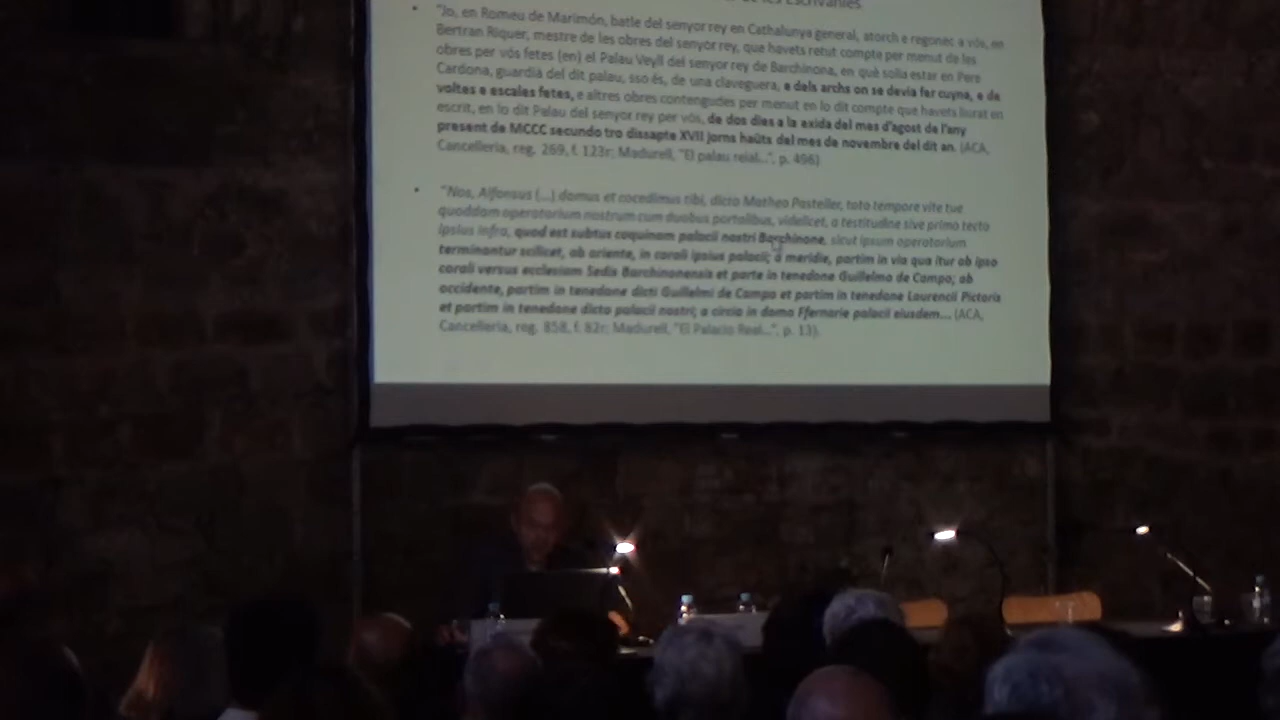 de les Escrivanies
• "Jo, en Romeu de Marimón, batle del senyor rey en Cathalunya general, atorch e regonec a vós, en
Bertran Riquer, mestre de les obres del senyor rey, que havets retut compte per menut de les
obres per vós fetes (en) el Palau Veyll del senyor rey de Barchinona, en què solia estar en Pere
Cardona, guardià del dit palau, sso és, de una claveguera, e dels archs on se devia fer cuyna, e de
voltes e escales fetes, e altres obres contengudes per menut en lo dit compte que havets liurat en
escrit, en lo dit Palau del senyor rey per vós, de dos dies a la exida del mes d'agost de l'any
present de MCCC secundo tro dissapte XVII jorns haüts del mes de novembre del dit an. (ACA,
Cancelleria, reg. 269, f. 123r; Madurell, "El palau reial...", p. 496)
• "Nos, Alfonsus (...) damus et cocedimus tibi, dicto Matheo Pasteller, toto tempore vite tue
quoddam operatorium nostrum cum duobus portalibus, videlicet, a testitudine sive primo tecto
ipsius infra, quod est subtus coquinam palacii nostri Barchinone, sicut ipsum operatorium
terminantur scilicet, ab oriente, in corali ipsius palacii; a meridie, partim in via qua itur ab ipso
corali versus ecclesiam Sedis Barchinonensis et parte in tenedone Guillelmo de Campo; ab
occidente, partim in tenedone dicti Guillelmi de Campo et partim in tenedone Laurencii Pictoris
et partim in tenedone dicto palacii nostri; a circio in domo Ffernarie palacii eiusdem... (ACA,
Cancelleria, reg. 858, f. 82r; Madurell, "El Palacio Real...", p. 13).